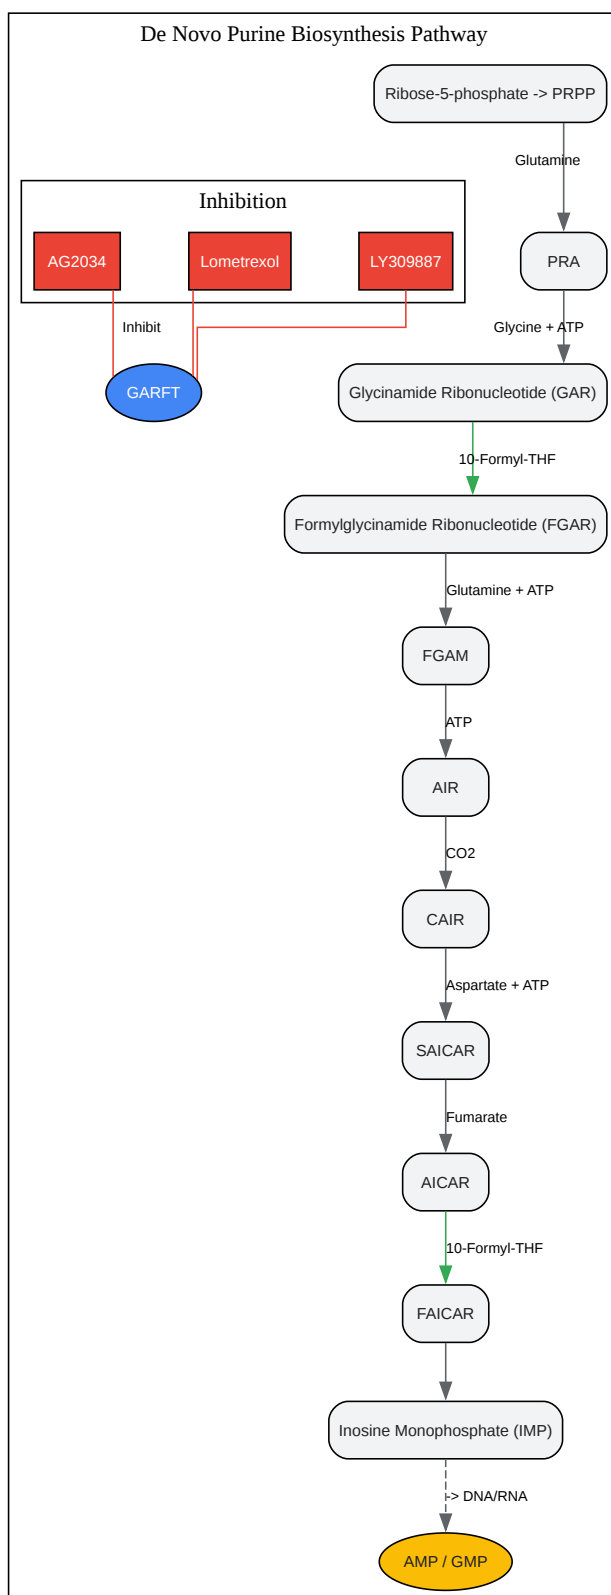 De Novo Purine Biosynthesis Pathway
Ribose-5-phosphate -> PRPP
Glutamine
Inhibition
AG2034
Lometrexol
LY309887
PRA
Inhibit
Glycine + ATP
GARFT
Glycinamide Ribonucleotide (GAR)
10-Formyl-THF
Formylglycinamide Ribonucleotide (FGAR)
Glutamine + ATP
FGAM
ATP
AIR
CO2
CAIR
Aspartate + ATP
SAICAR
Fumarate
AICAR
10-Formyl-THF
FAICAR
Inosine Monophosphate (IMP)
-> DNA/RNA
AMP / GMP